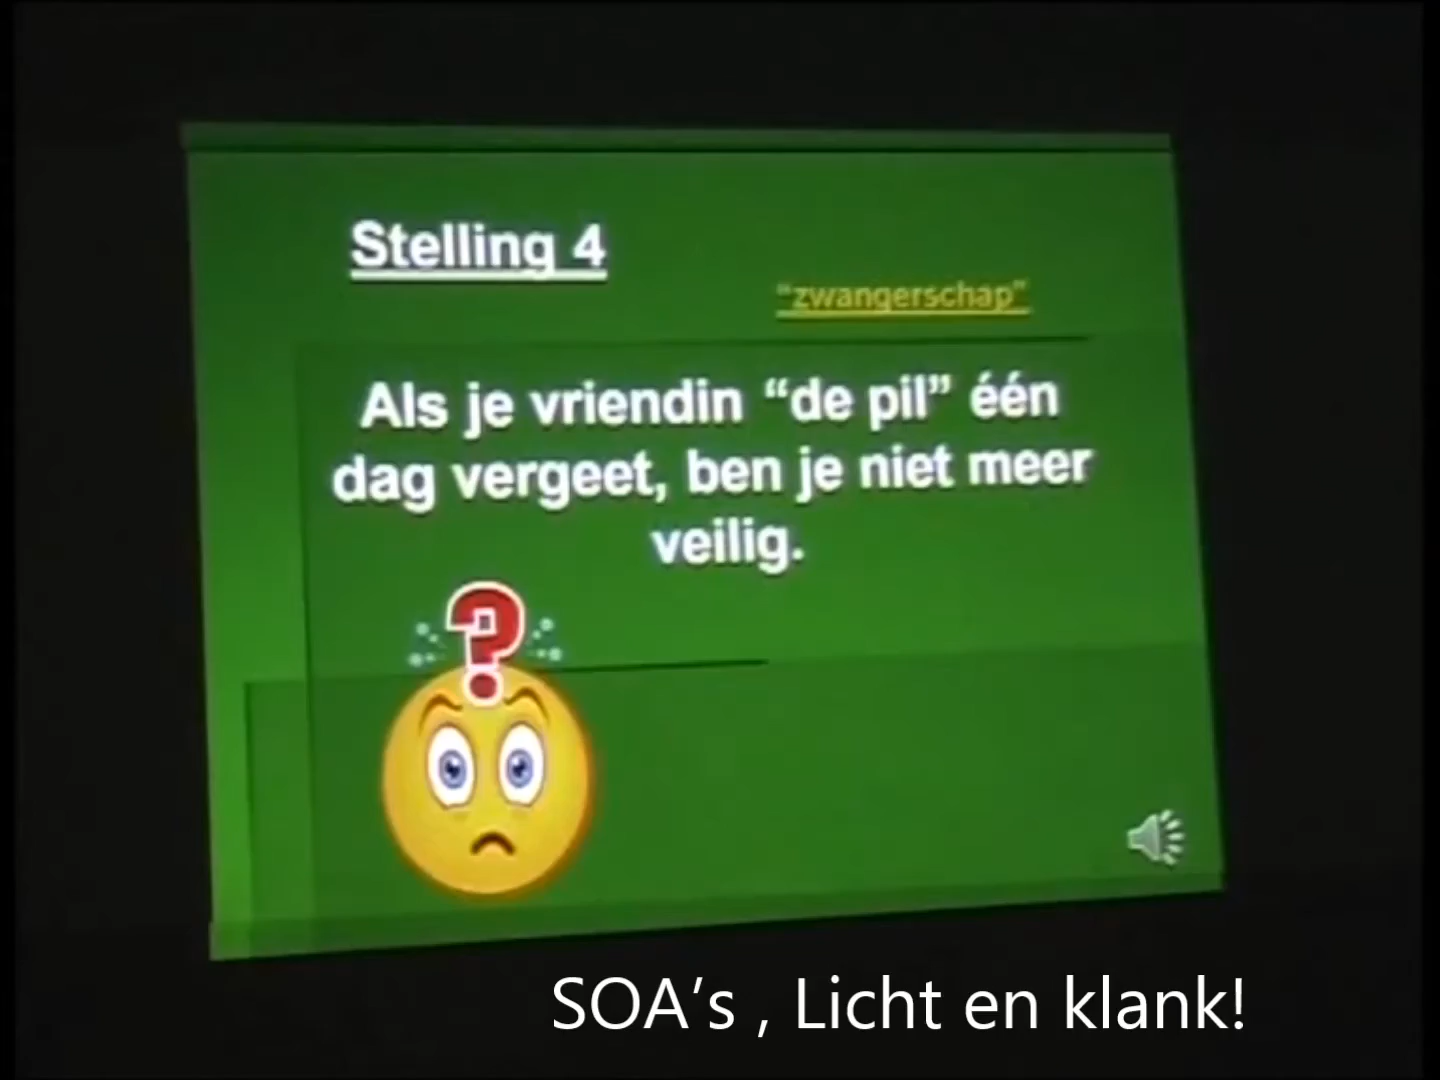 Stelling 4
“zwangerschap”
Als je vriendin “de pil” één
dag vergeet, ben je niet meer
veilig.
?
SOA’s , Licht en klank!